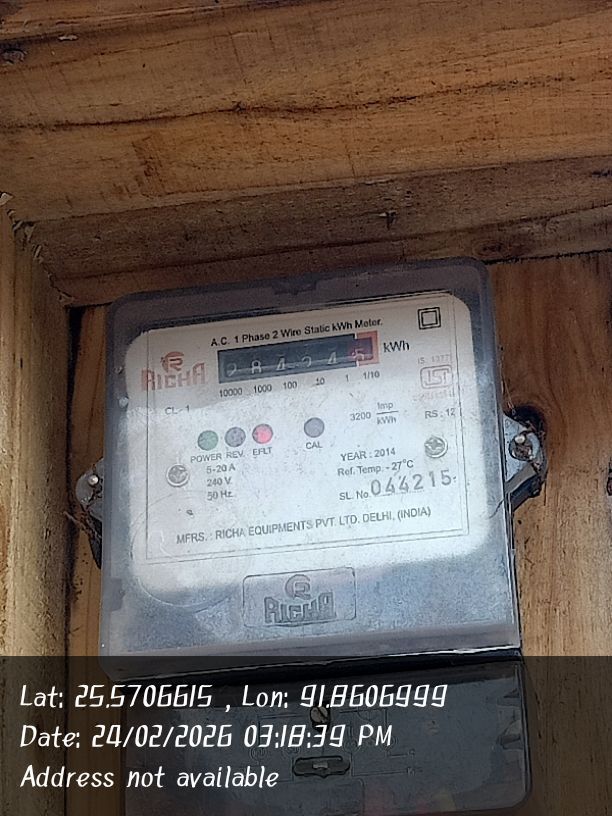 A.C. 1 Phase 2 Wire Static kWh Meter.
RICHA
284345 kWh
10000 1000 100 10 1 1/10
CL - 1
3200 Imp/kWh
RS : 12
POWER REV. EFLT CAL
5-20 A
240 V.
50 Hz.
YEAR : 2014
Ref. Temp. - 27°C
SL. No. 044215
MFRS. : RICHA EQUIPMENTS PVT. LTD. DELHI, (INDIA)
RICHA
Lat: 25.5706615 , Lon: 91.8606999
Date: 24/02/2026 03:18:39 PM
Address not available